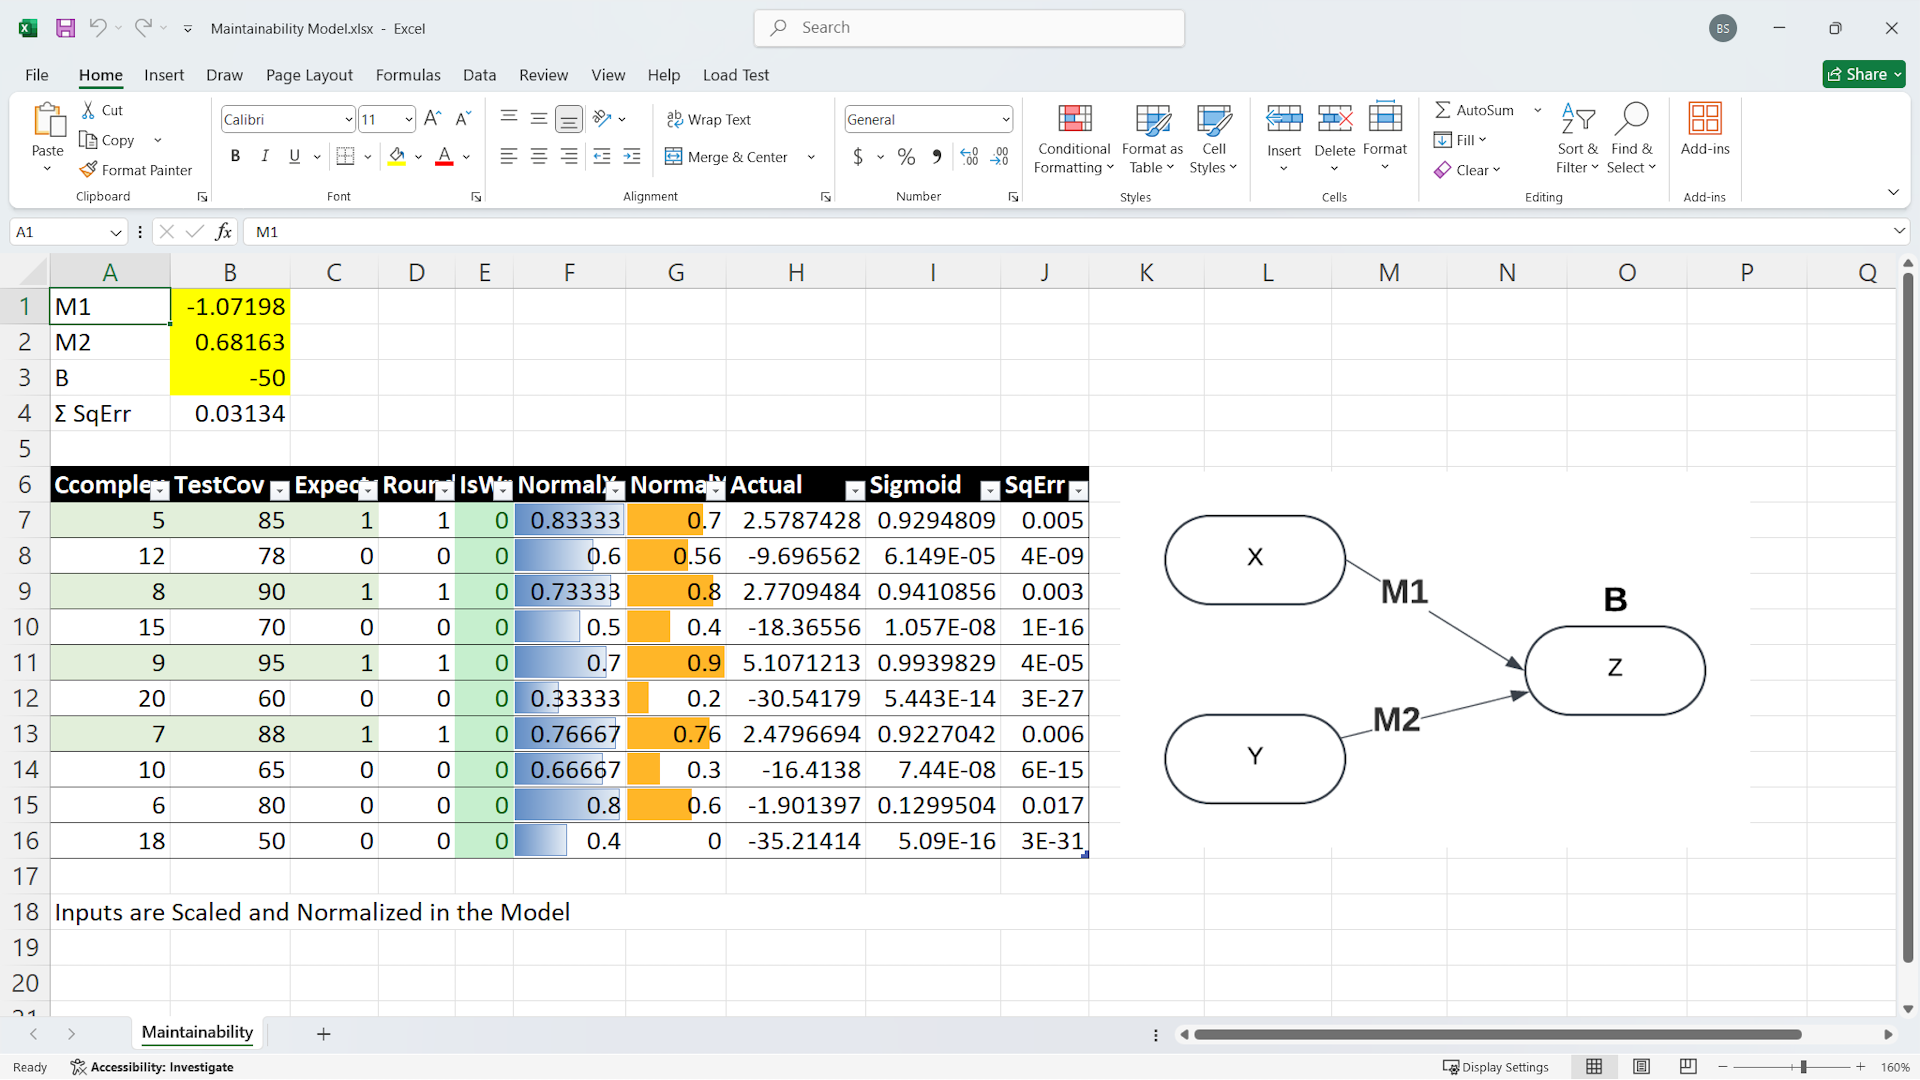 Maintainability Model.xlsx - Excel
Search
BS
File Home Insert Draw Page Layout Formulas Data Review View Help Load Test
Share
Paste
Cut
Copy
Format Painter
Clipboard
Calibri 11
B I U
Font
Wrap Text
Merge & Center
Alignment
General
$ % 9
Number
Conditional Formatting
Format as Table
Cell Styles
Styles
Insert Delete Format
Cells
AutoSum
Fill
Clear
Sort & Filter
Find & Select
Editing
Add-ins
Add-ins
A1 fx M1
A B C D E F G H I J K L M N O P Q
1 M1 -1.07198
2 M2 0.68163
3 B -50
4 Σ SqErr 0.03134
5
6 Ccomple TestCov Expect Round IsW NormalX NormalY Actual Sigmoid SqErr
7 5 85 1 1 0 0.83333 0.7 2.5787428 0.9294809 0.005
8 12 78 0 0 0 0.6 0.56 -9.696562 6.149E-05 4E-09
9 8 90 1 1 0 0.73333 0.8 2.7709484 0.9410856 0.003
10 15 70 0 0 0 0.5 0.4 -18.36556 1.057E-08 1E-16
11 9 95 1 1 0 0.7 0.9 5.1071213 0.9939829 4E-05
12 20 60 0 0 0 0.33333 0.2 -30.54179 5.443E-14 3E-27
13 7 88 1 1 0 0.76667 0.76 2.4796694 0.9227042 0.006
14 10 65 0 0 0 0.66667 0.3 -16.4138 7.44E-08 6E-15
15 6 80 0 0 0 0.8 0.6 -1.901397 0.1299504 0.017
16 18 50 0 0 0 0.4 0 -35.21414 5.09E-16 3E-31
17
18 Inputs are Scaled and Normalized in the Model
19
20
X
M1
B
Z
M2
Y
Maintainability
Ready Accessibility: Investigate Display Settings 160%